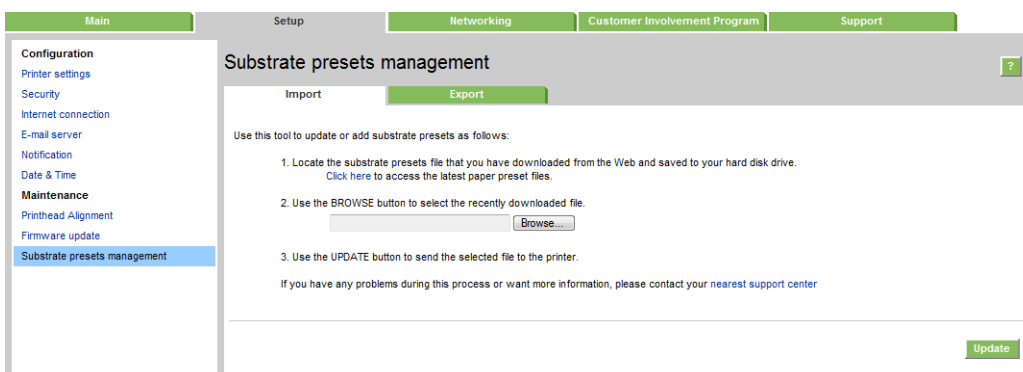 Main Setup Networking Customer Involvement Program Support
Configuration
Printer settings
Security
Internet connection
E-mail server
Notification
Date & Time
Maintenance
Printhead Alignment
Firmware update
Substrate presets management
Substrate presets management
?
Import Export
Use this tool to update or add substrate presets as follows:
1. Locate the substrate presets file that you have downloaded from the Web and saved to your hard disk drive.
Click here to access the latest paper preset files.
2. Use the BROWSE button to select the recently downloaded file.
Browse...
3. Use the UPDATE button to send the selected file to the printer.
If you have any problems during this process or want more information, please contact your nearest support center
Update